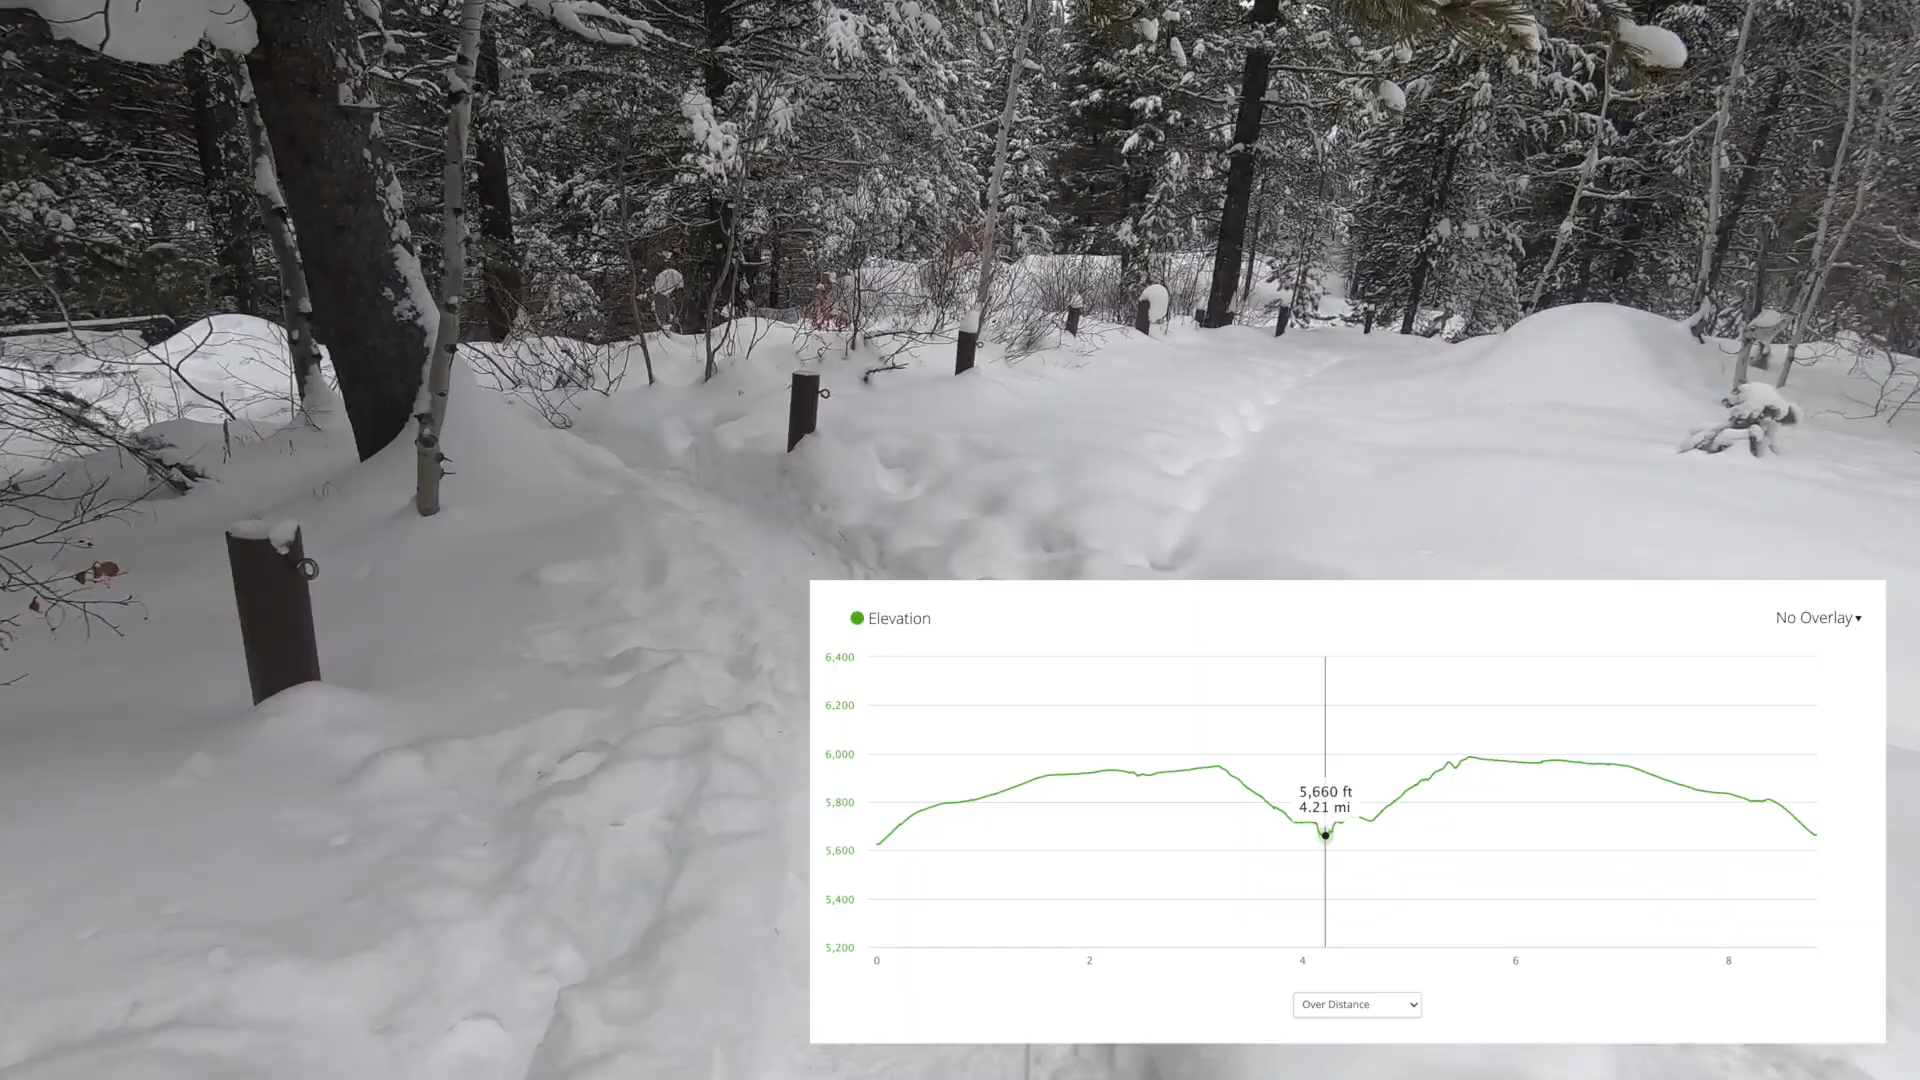 Elevation
No Overlay▾
6,400
6,200
6,000
5,800
5,600
5,400
5,200
5,660 ft
4.21 mi
0 2 4 6 8
Over Distance